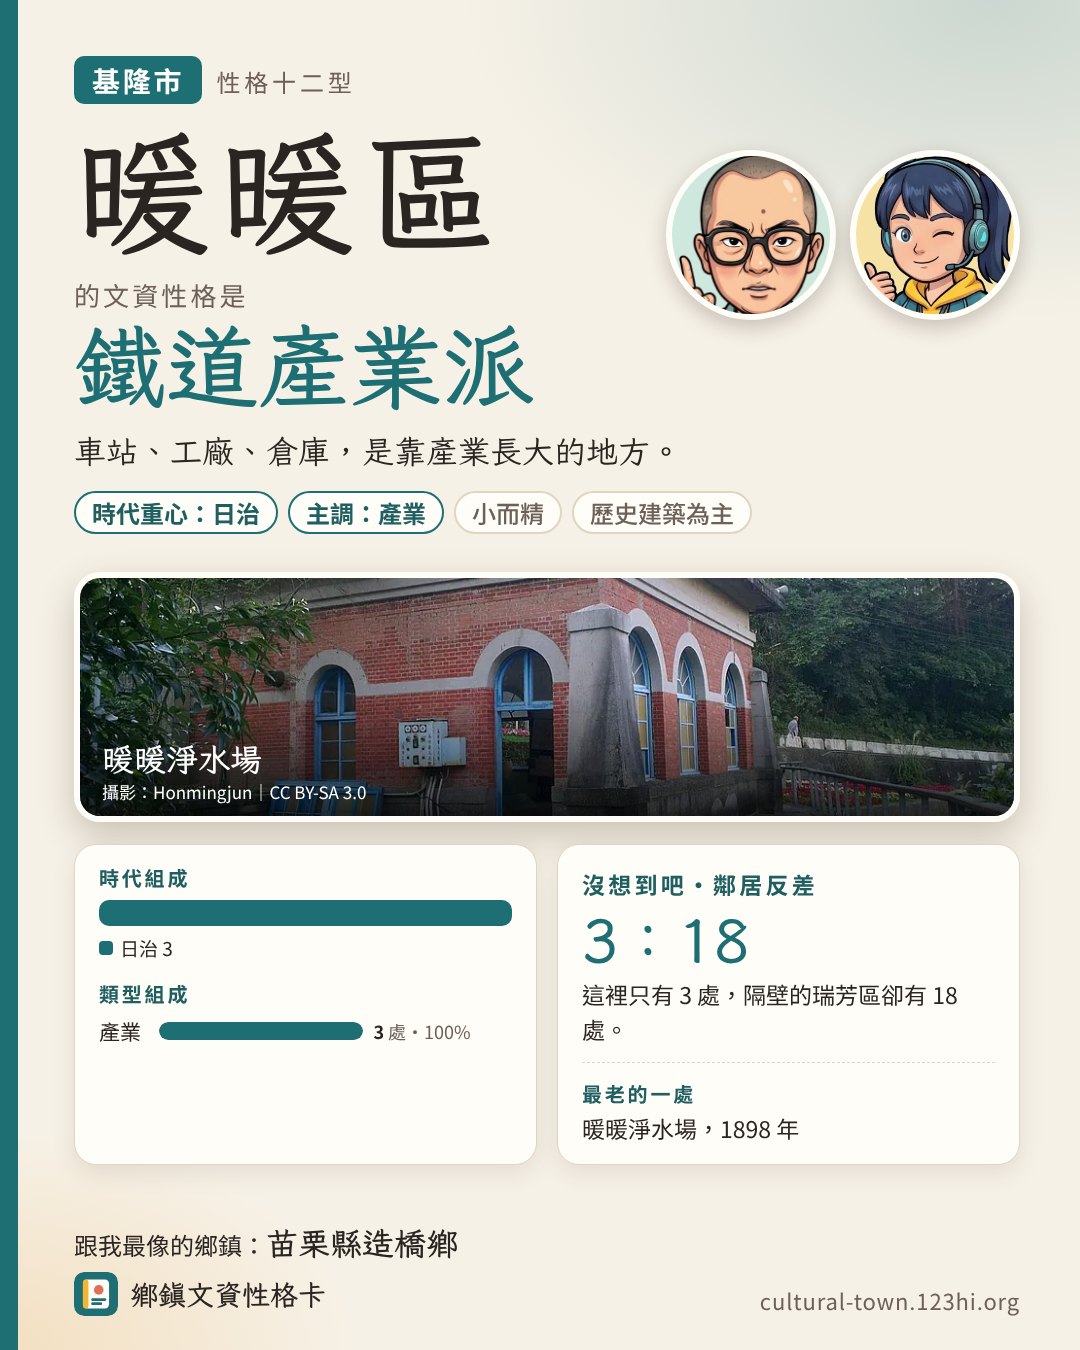 基隆市 性格十二型
暖暖區
的文資性格是
鐵道產業派
車站、工廠、倉庫，是靠產業長大的地方。
時代重心：日治 主調：產業 小而精 歷史建築為主
暖暖淨水場
攝影：Honmingjun｜CC BY-SA 3.0
時代組成
日治 3
類型組成
產業 3 處・100%
沒想到吧・鄰居反差
3：18
這裡只有 3 處，隔壁的瑞芳區卻有 18
處。
最老的一處
暖暖淨水場，1898 年
跟我最像的鄉鎮：苗栗縣造橋鄉
鄉鎮文資性格卡
cultural-town.123hi.org